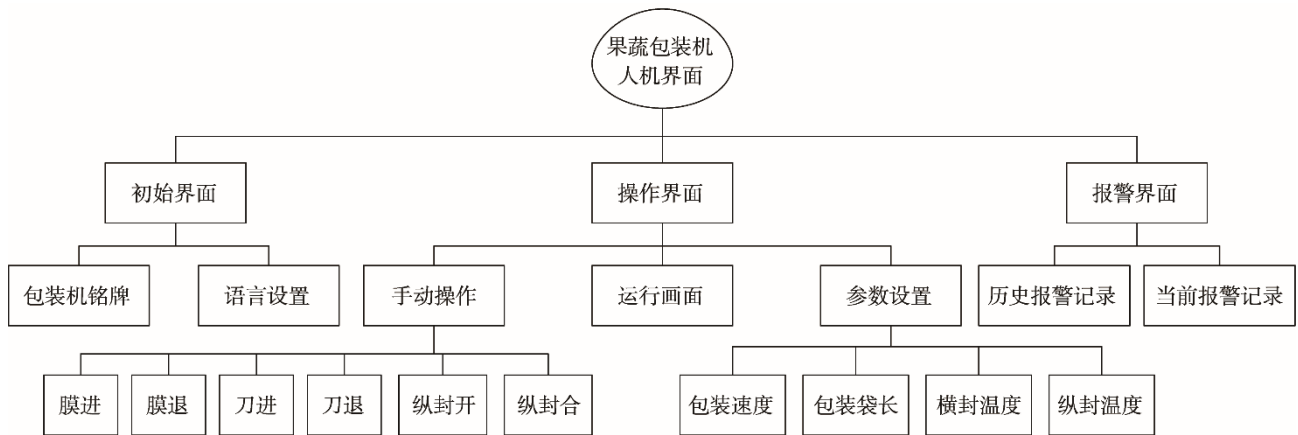 果蔬包装机
人机界面
初始界面
操作界面
报警界面
包装机铭牌
语言设置
手动操作
运行画面
参数设置
历史报警记录
当前报警记录
膜进
膜退
刀进
刀退
纵封开
纵封合
包装速度
包装袋长
横封温度
纵封温度